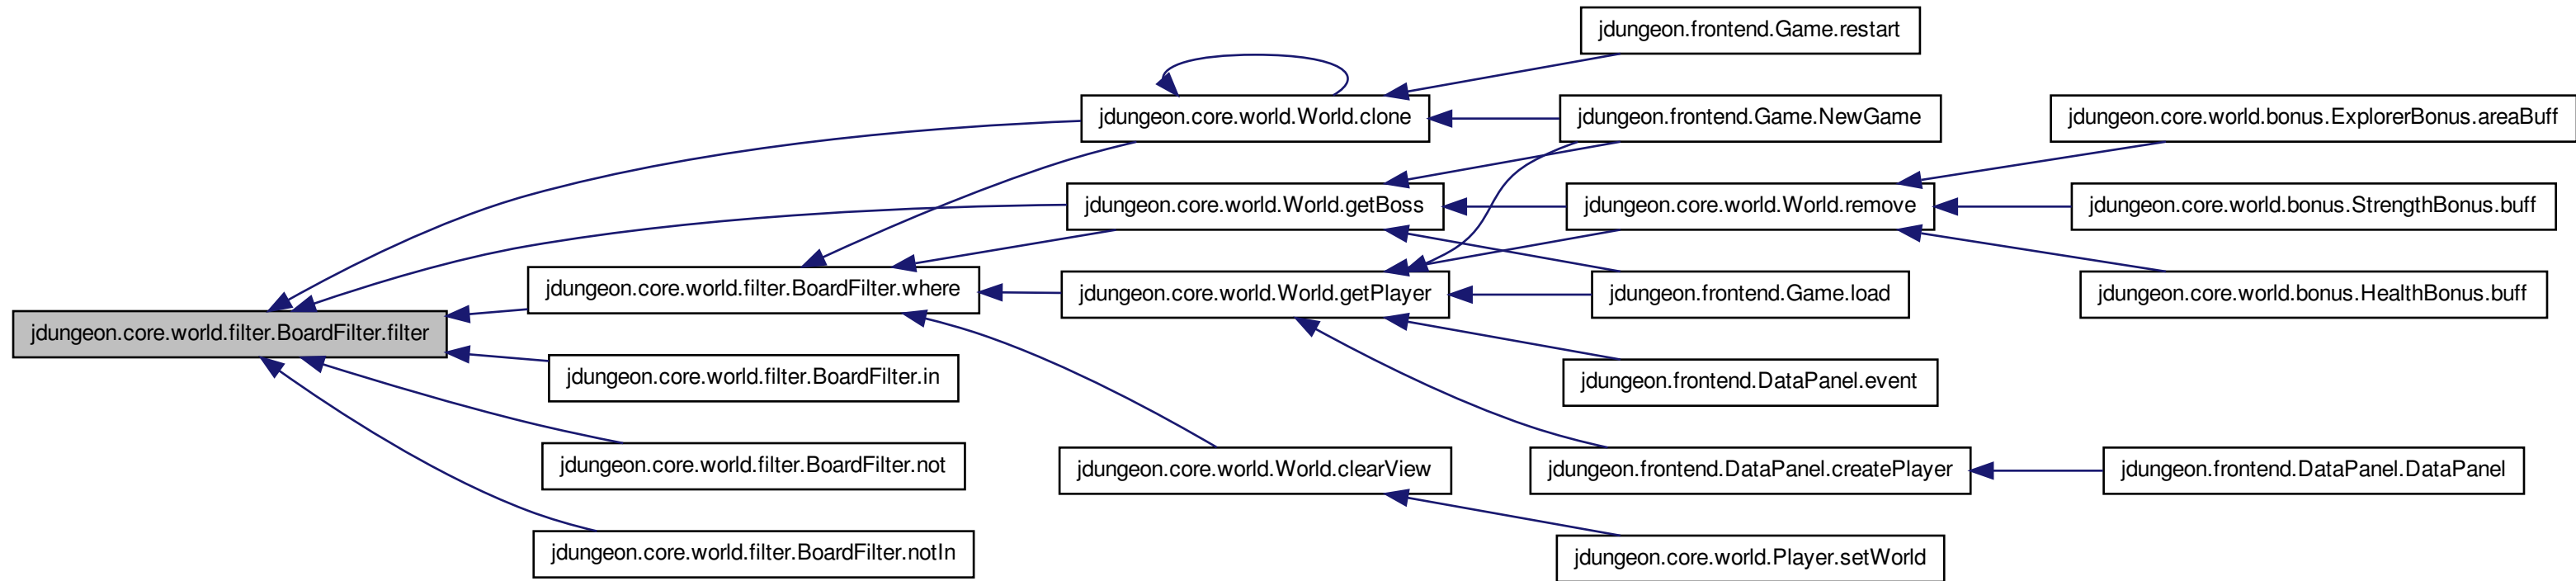 jdungeon.frontend.Game.restart
jdungeon.core.world.World.clone
jdungeon.frontend.Game.NewGame
jdungeon.core.world.bonus.ExplorerBonus.areaBuff
jdungeon.core.world.World.getBoss
jdungeon.core.world.World.remove
jdungeon.core.world.bonus.StrengthBonus.buff
jdungeon.core.world.filter.BoardFilter.where
jdungeon.core.world.World.getPlayer
jdungeon.frontend.Game.load
jdungeon.core.world.bonus.HealthBonus.buff
jdungeon.core.world.filter.BoardFilter.filter
jdungeon.core.world.filter.BoardFilter.in
jdungeon.frontend.DataPanel.event
jdungeon.core.world.filter.BoardFilter.not
jdungeon.core.world.World.clearView
jdungeon.frontend.DataPanel.createPlayer
jdungeon.frontend.DataPanel.DataPanel
jdungeon.core.world.filter.BoardFilter.notIn
jdungeon.core.world.Player.setWorld